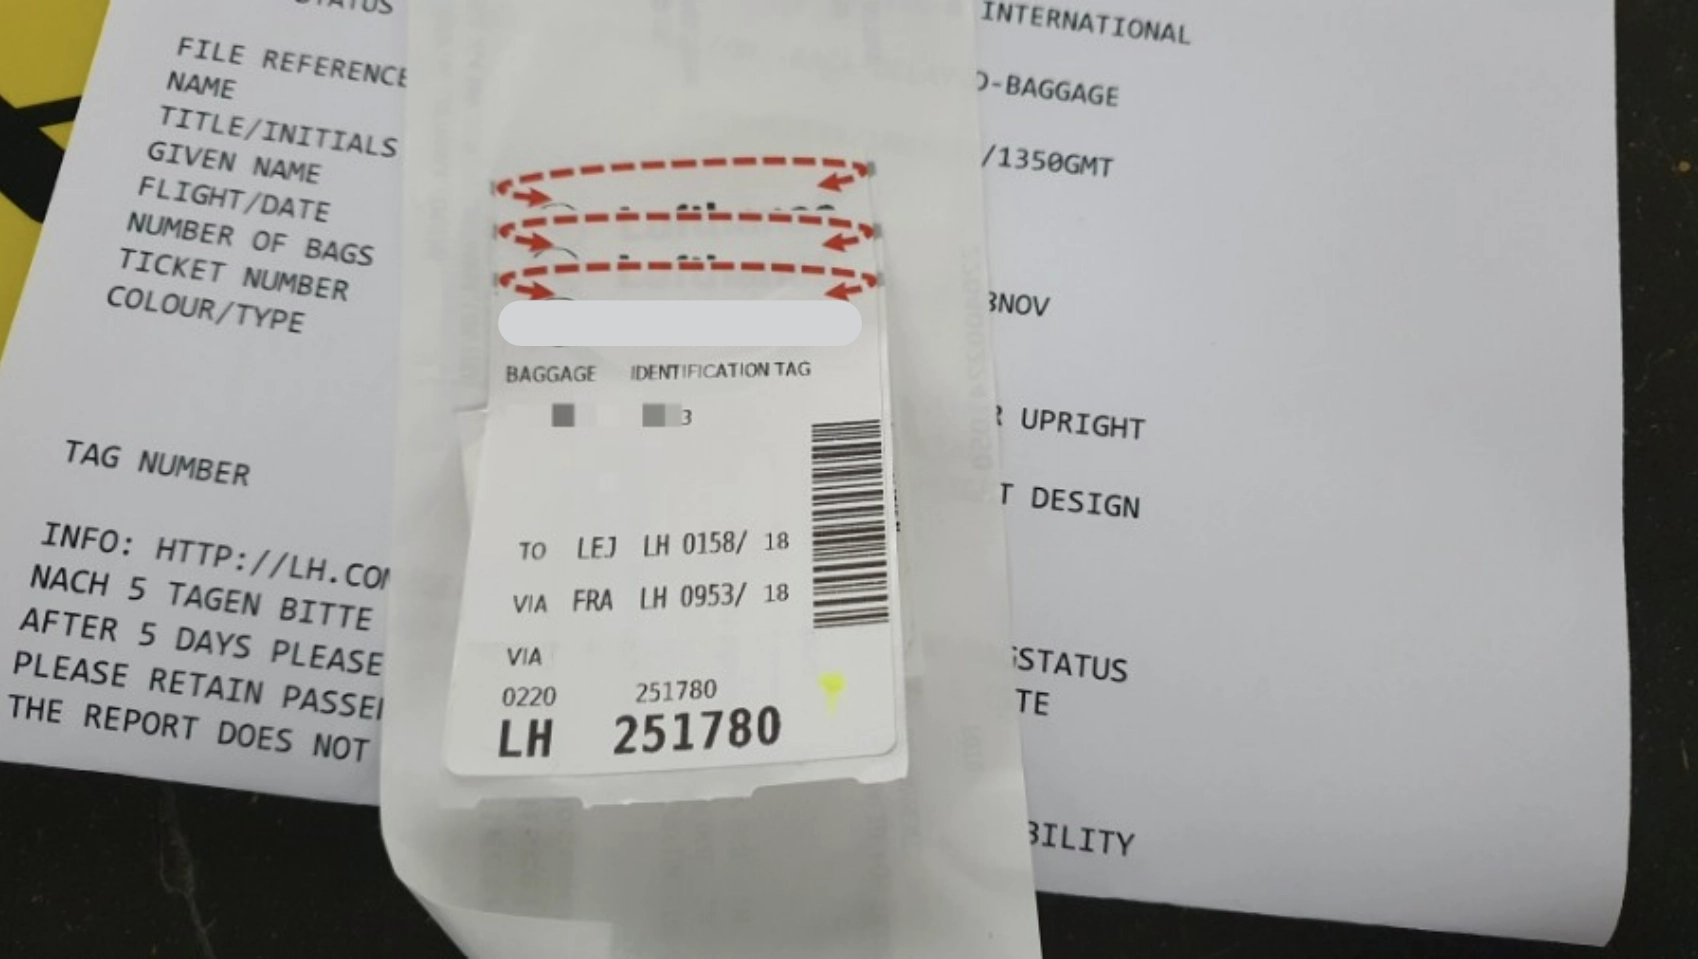 FILE REFERENCE
NAME
TITLE/INITIALS
GIVEN NAME
FLIGHT/DATE
NUMBER OF BAGS
TICKET NUMBER
COLOUR/TYPE
TAG NUMBER
INFO: HTTP://LH.CO
NACH 5 TAGEN BITTE
AFTER 5 DAYS PLEASE
PLEASE RETAIN PASSE
THE REPORT DOES NOT
BAGGAGE IDENTIFICATION TAG
3
TO LEJ LH 0158/ 18
VIA FRA LH 0953/ 18
VIA
0220 251780
LH 251780
INTERNATIONAL
-BAGGAGE
/1350GMT
NOV
UPRIGHT
T DESIGN
STATUS
TE
BILITY